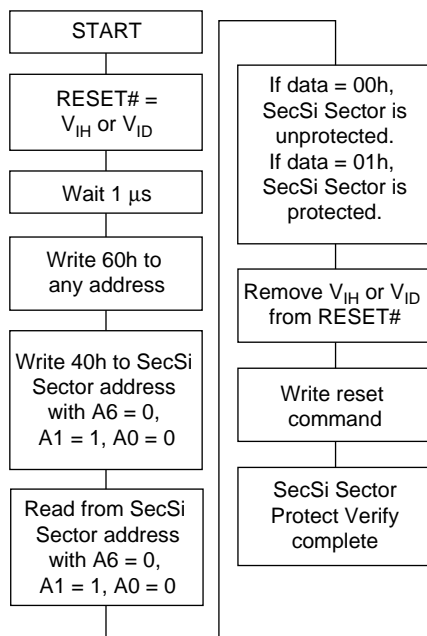 START
RESET# =
VIH or VID
Wait 1 μs
Write 60h to
any address
Write 40h to SecSi
Sector address
with A6 = 0,
A1 = 1, A0 = 0
Read from SecSi
Sector address
with A6 = 0,
A1 = 1, A0 = 0
If data = 00h,
SecSi Sector is
unprotected.
If data = 01h,
SecSi Sector is
protected.
Remove VIH or VID
from RESET#
Write reset
command
SecSi Sector
Protect Verify
complete